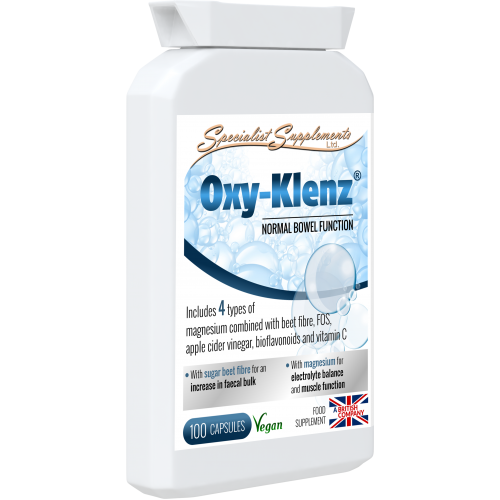 Specialist Supplements
Ltd.
Oxy-Klenz®
NORMAL BOWEL FUNCTION
Includes 4 types of
magnesium combined with beet fibre, FOS,
apple cider vinegar, bioflavonoids and vitamin C
• With sugar beet fibre for an
increase in faecal bulk
• With magnesium for
electrolyte balance
and muscle function
100 CAPSULES
Vegan
FOOD
SUPPLEMENT
A BRITISH
COMPANY